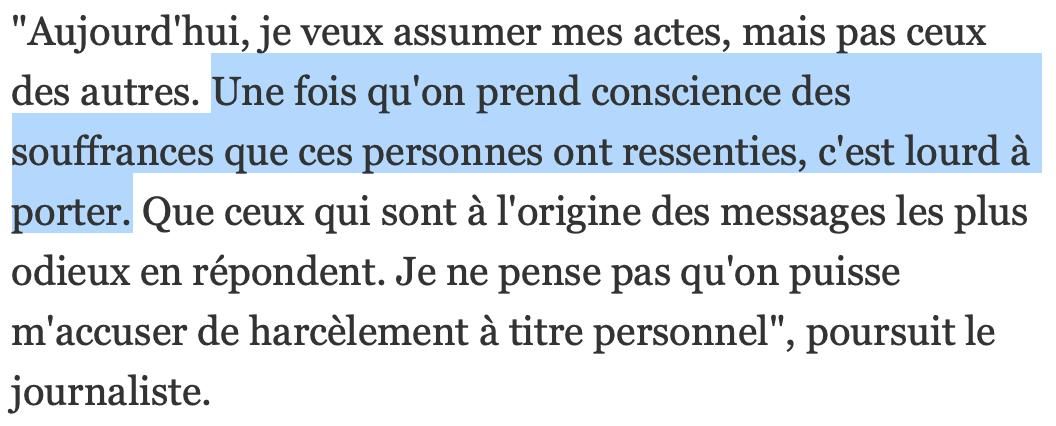 "Aujourd'hui, je veux assumer mes actes, mais pas ceux
des autres. Une fois qu'on prend conscience des
souffrances que ces personnes ont ressenties, c'est lourd à
porter. Que ceux qui sont à l'origine des messages les plus
odieux en répondent. Je ne pense pas qu'on puisse
m'accuser de harcèlement à titre personnel", poursuit le
journaliste.